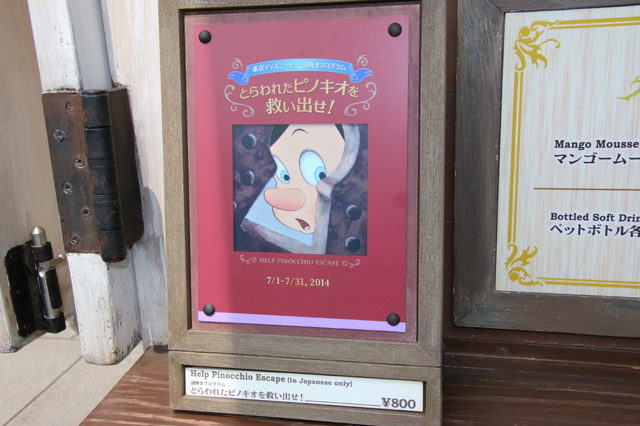 東京ディズニーランド謎解きプログラム
とらわれたピノキオを
救い出せ!
HELP PINOCCHIO ESCAPE
7/1-7/31, 2014
Help Pinocchio Escape (In Japanese only)
謎解きプログラム
とらわれたピノキオを救い出せ! ¥800
Mango Mousse
マンゴームー
Bottled Soft Drin
ペットボトル各